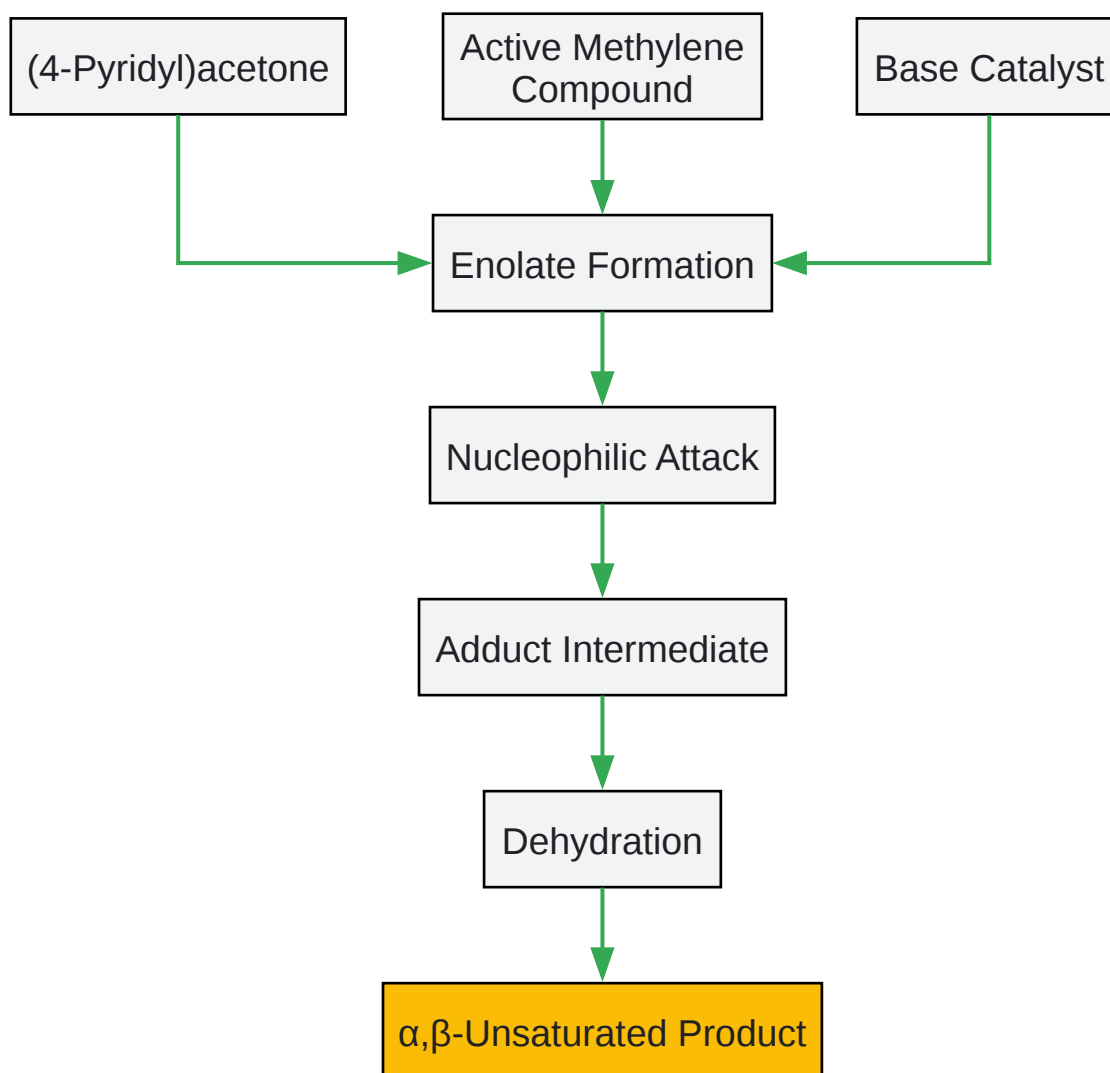 (4-Pyridyl)acetone
Active Methylene
Compound
Base Catalyst
Enolate Formation
Nucleophilic Attack
Adduct Intermediate
Dehydration
α,β-Unsaturated Product